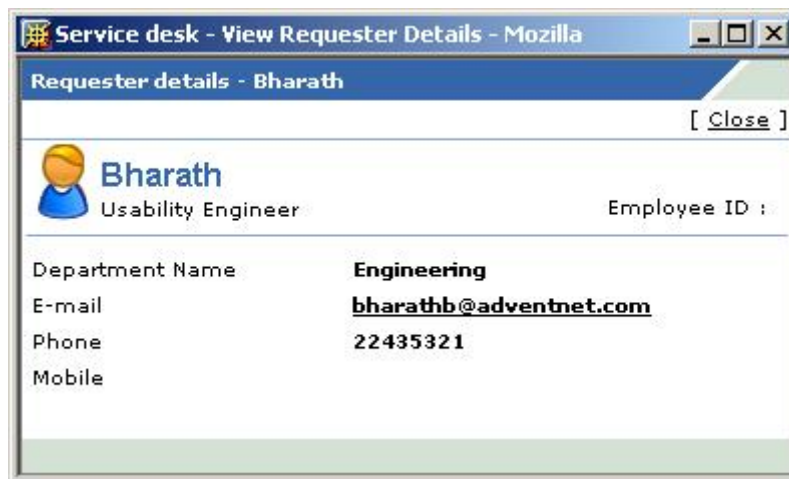 Service desk - View Requester Details - Mozilla
Requester details - Bharath
[ Close ]
Bharath
Usability Engineer
Employee ID :
Department Name Engineering
E-mail bharathb@adventnet.com
Phone 22435321
Mobile